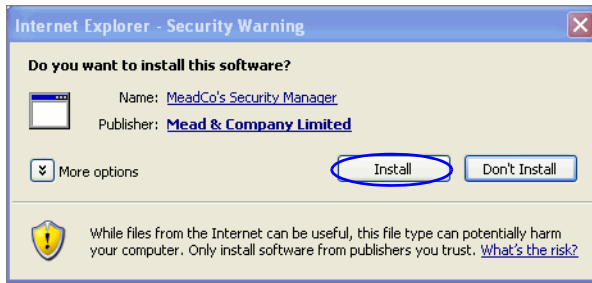 Internet Explorer - Security Warning
Do you want to install this software?
Name: MeadCo's Security Manager
Publisher: Mead & Company Limited
More options
Install
Don't Install
While files from the Internet can be useful, this file type can potentially harm
your computer. Only install software from publishers you trust. What's the risk?